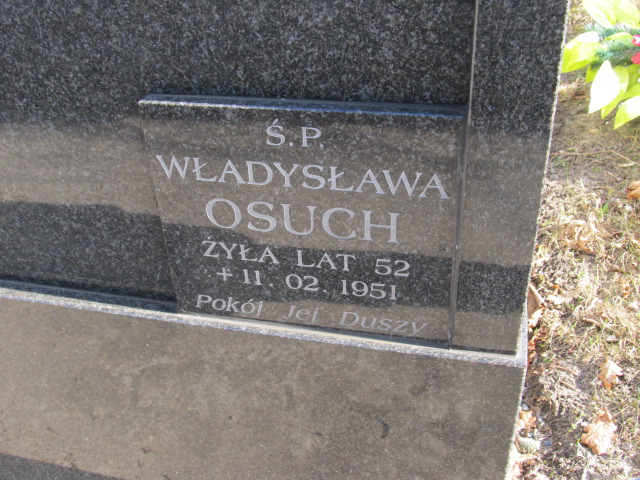 Ś.P.
WŁADYSŁAWA
OSUCH
ŻYŁA LAT 52
+ 11.02.1951
Pokój Jej Duszy